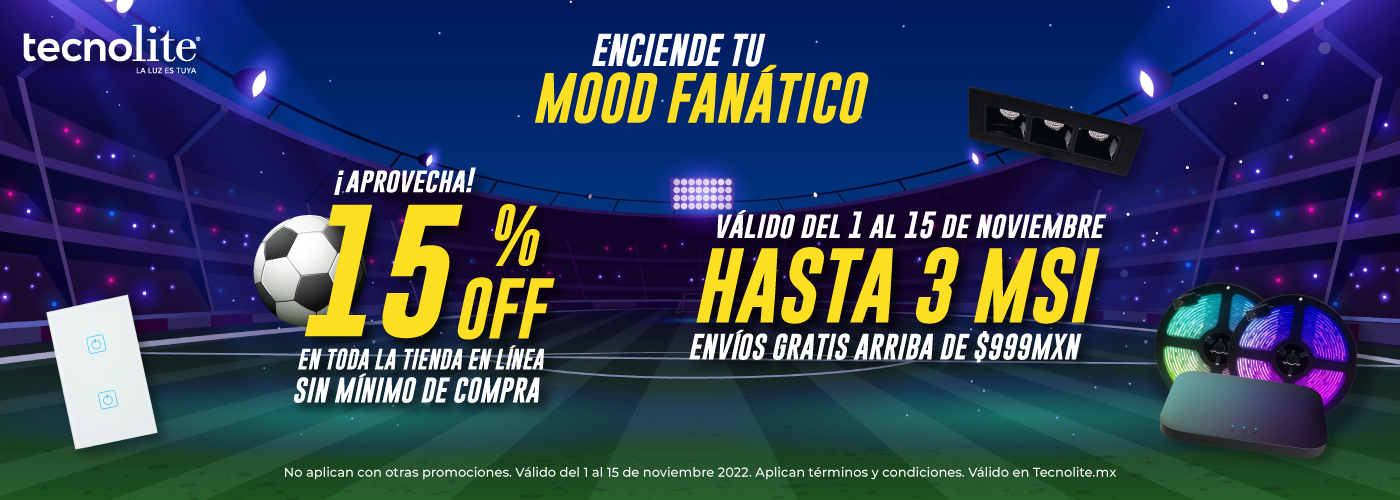 tecnolite®
LA LUZ ES TUYA
ENCIENDE TU
MOOD FANÁTICO
¡APROVECHA!
15% OFF
EN TODA LA TIENDA EN LÍNEA
SIN MÍNIMO DE COMPRA
VÁLIDO DEL 1 AL 15 DE NOVIEMBRE
HASTA 3 MSI
ENVÍOS GRATIS ARRIBA DE $999MXN
No aplican con otras promociones. Válido del 1 al 15 de noviembre 2022. Aplican términos y condiciones. Válido en Tecnolite.mx